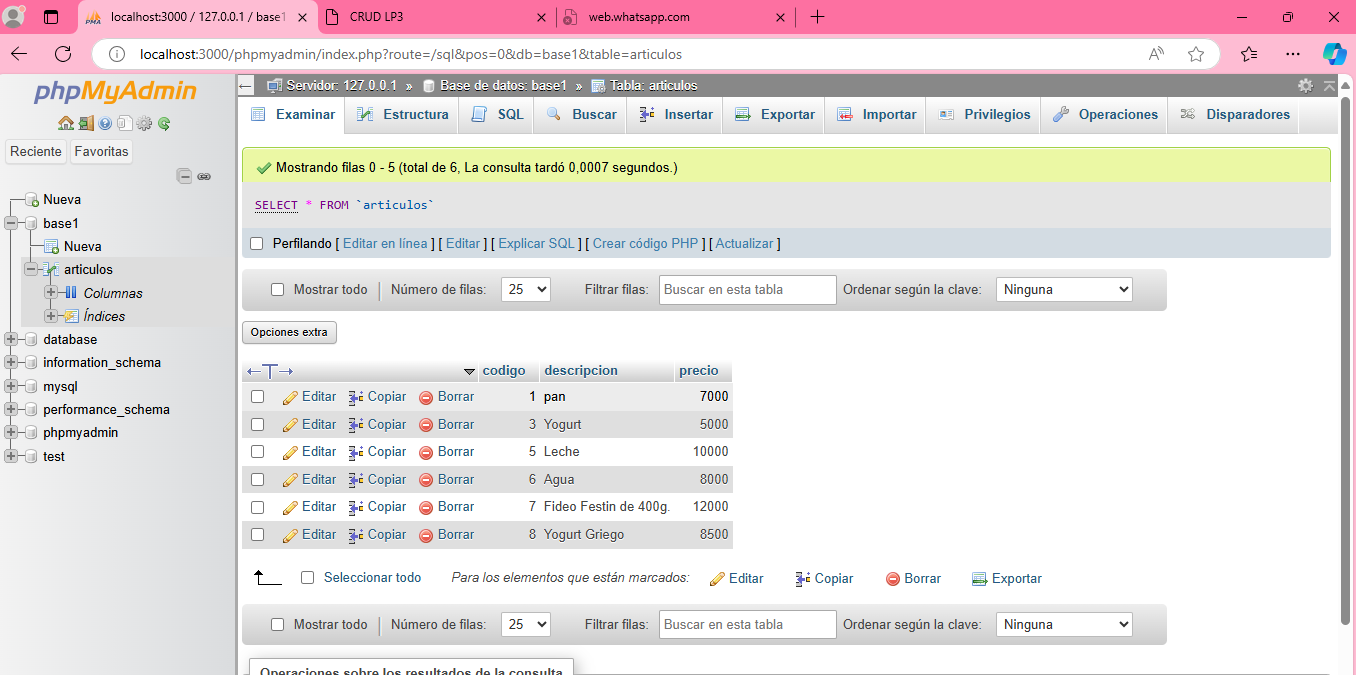 localhost:3000 / 127.0.0.1 / base1
CRUD LP3
web.whatsapp.com
localhost:3000/phpmyadmin/index.php?route=/sql&pos=0&db=base1&table=articulos
phpMyAdmin
Reciente Favoritas
Nueva
base1
Nueva
articulos
Columnas
Índices
database
information_schema
mysql
performance_schema
phpmyadmin
test
Servidor: 127.0.0.1 » Base de datos: base1 » Tabla: articulos
Examinar Estructura SQL Buscar Insertar Exportar Importar Privilegios Operaciones Disparadores
Mostrando filas 0 - 5 (total de 6, La consulta tardó 0,0007 segundos.)
SELECT * FROM `articulos`
Perfilando [ Editar en línea ] [ Editar ] [ Explicar SQL ] [ Crear código PHP ] [ Actualizar ]
Mostrar todo Número de filas: 25 Filtrar filas: Buscar en esta tabla Ordenar según la clave: Ninguna
Opciones extra
codigo descripcion precio
Editar Copiar Borrar 1 pan 7000
Editar Copiar Borrar 3 Yogurt 5000
Editar Copiar Borrar 5 Leche 10000
Editar Copiar Borrar 6 Agua 8000
Editar Copiar Borrar 7 Fideo Festin de 400g. 12000
Editar Copiar Borrar 8 Yogurt Griego 8500
Seleccionar todo Para los elementos que están marcados: Editar Copiar Borrar Exportar
Mostrar todo Número de filas: 25 Filtrar filas: Buscar en esta tabla Ordenar según la clave: Ninguna
Operaciones sobre los resultados de la consulta